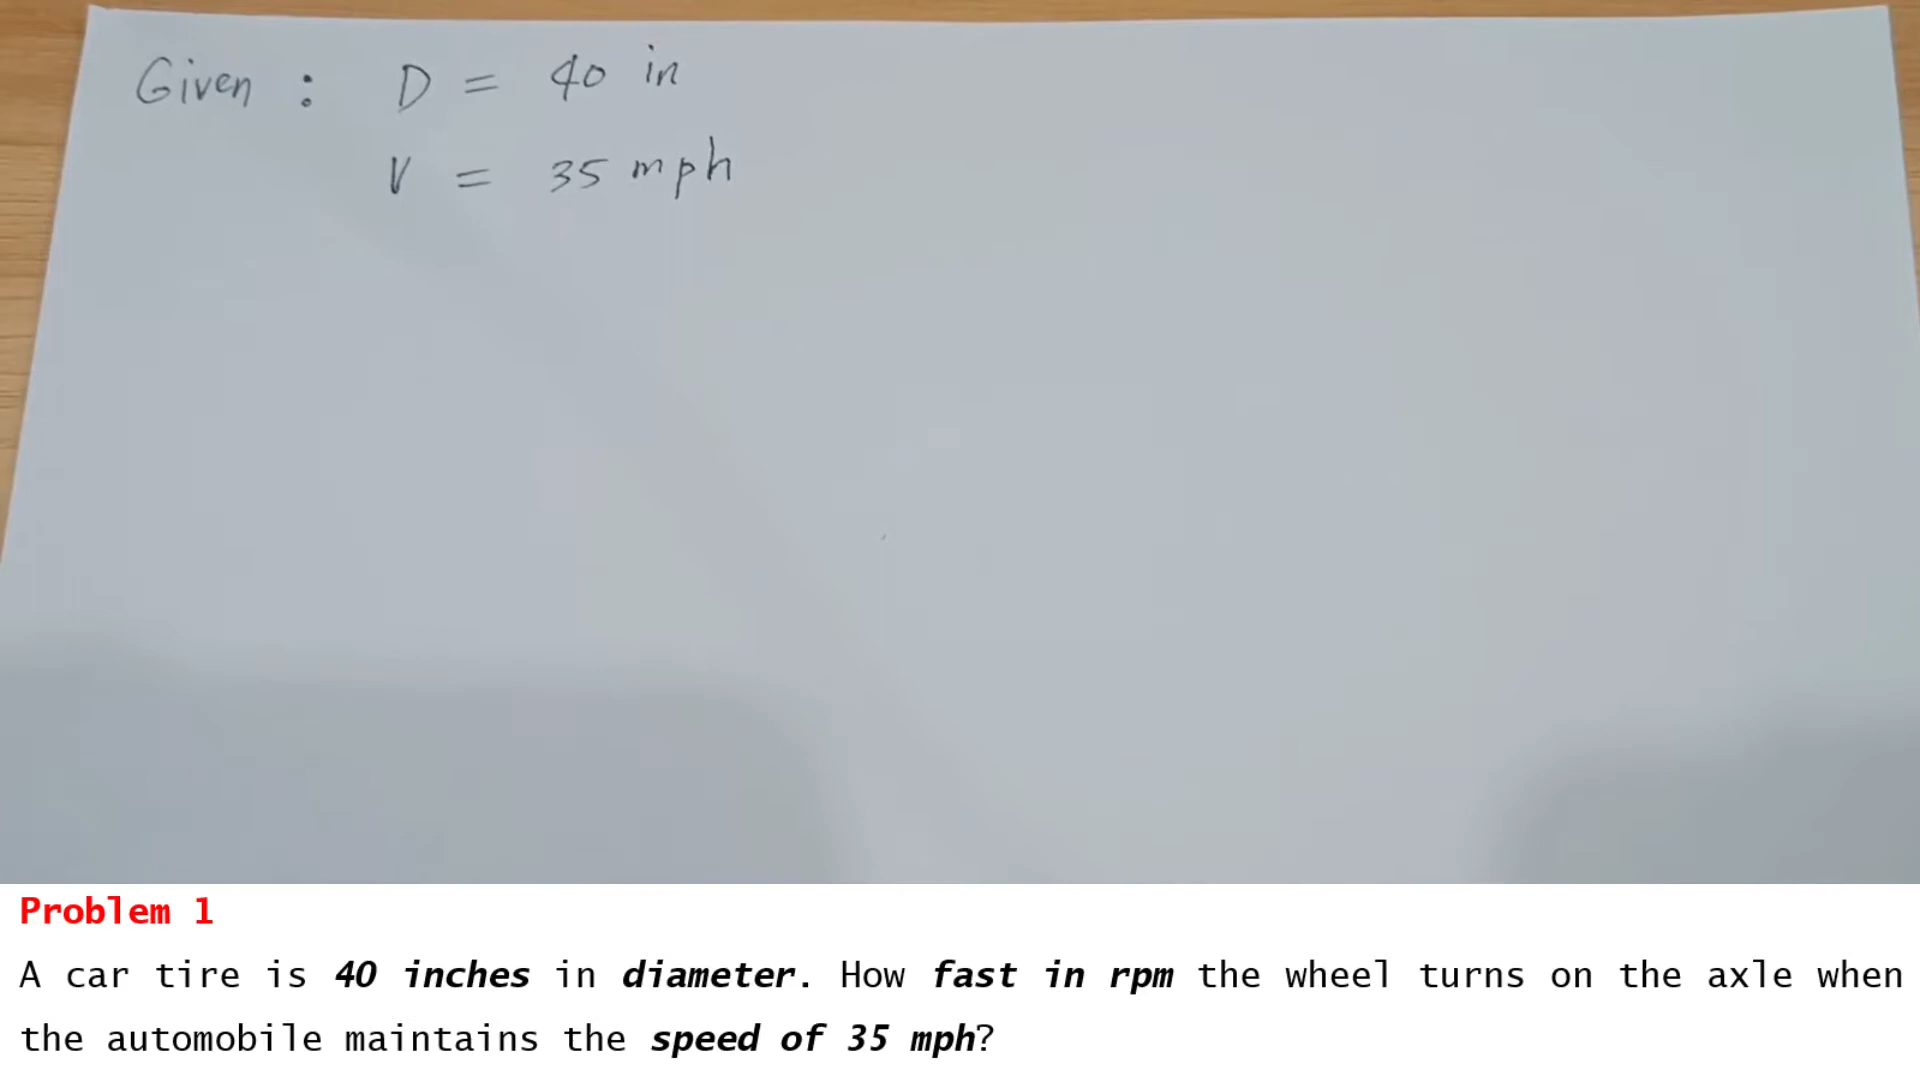 Given : D = 40 in
V = 35 mph
Problem 1
A car tire is 40 inches in diameter. How fast in rpm the wheel turns on the axle when
the automobile maintains the speed of 35 mph?